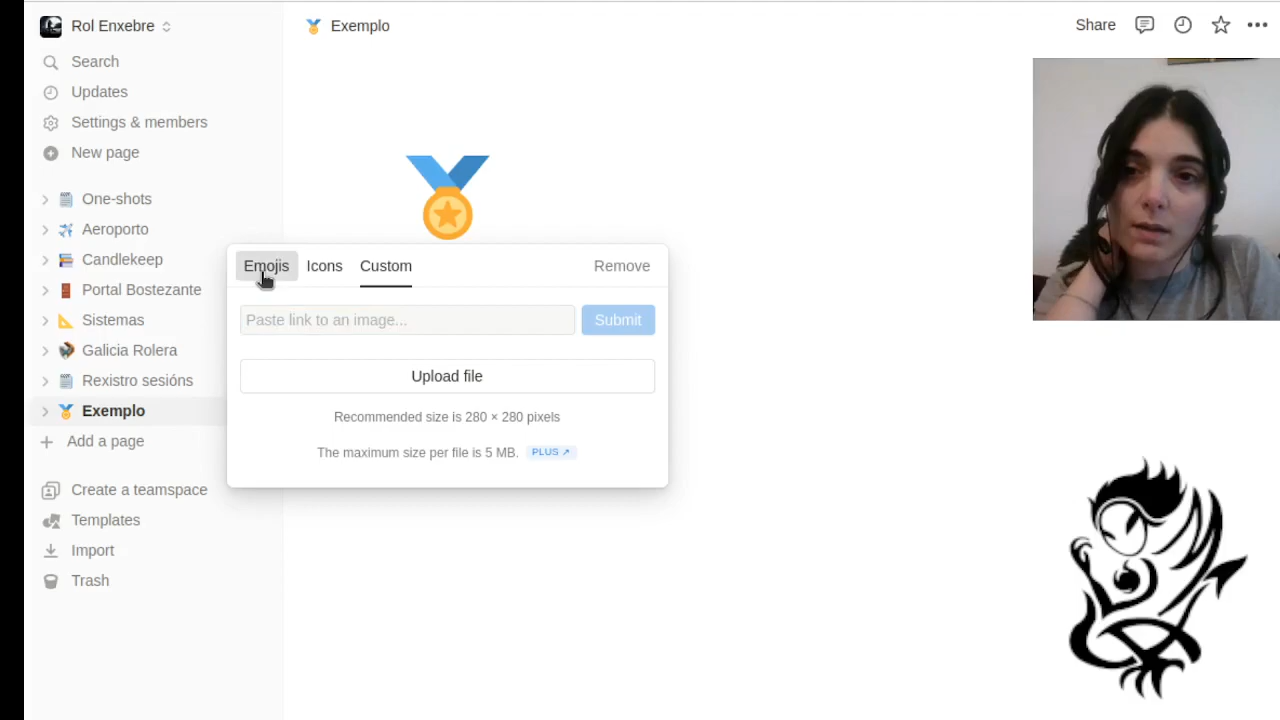 Rol Enxebre
Search
Updates
Settings & members
New page
One-shots
Aeroporto
Candlekeep
Portal Bostezante
Sistemas
Galicia Rolera
Rexistro sesións
Exemplo
Add a page
Create a teamspace
Templates
Import
Trash
Exemplo
Share
Emojis Icons Custom Remove
Paste link to an image... Submit
Upload file
Recommended size is 280 × 280 pixels
The maximum size per file is 5 MB. PLUS ↗